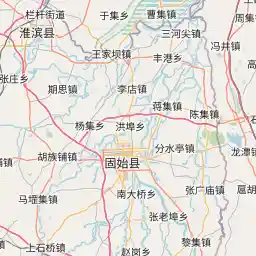 栏杆街道
于集乡
曹集镇
淮滨县
三河尖镇
冯井镇
王家坝镇
丰港乡
张庄乡
期思镇
李店镇
蒋集镇
陈集镇
杨集乡
洪埠乡
分水亭镇
胡族铺镇
固始县
龙潭镇
马堽集镇
南大桥乡
张广庙镇
张老埠乡
上石桥镇
赵岗乡
黎集镇